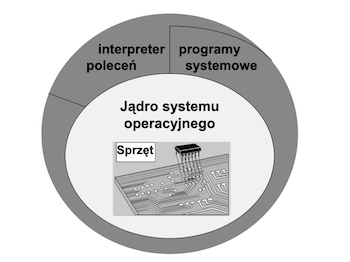 interpreter
poleceń
programy
systemowe
Jądro systemu
operacyjnego
Sprzęt